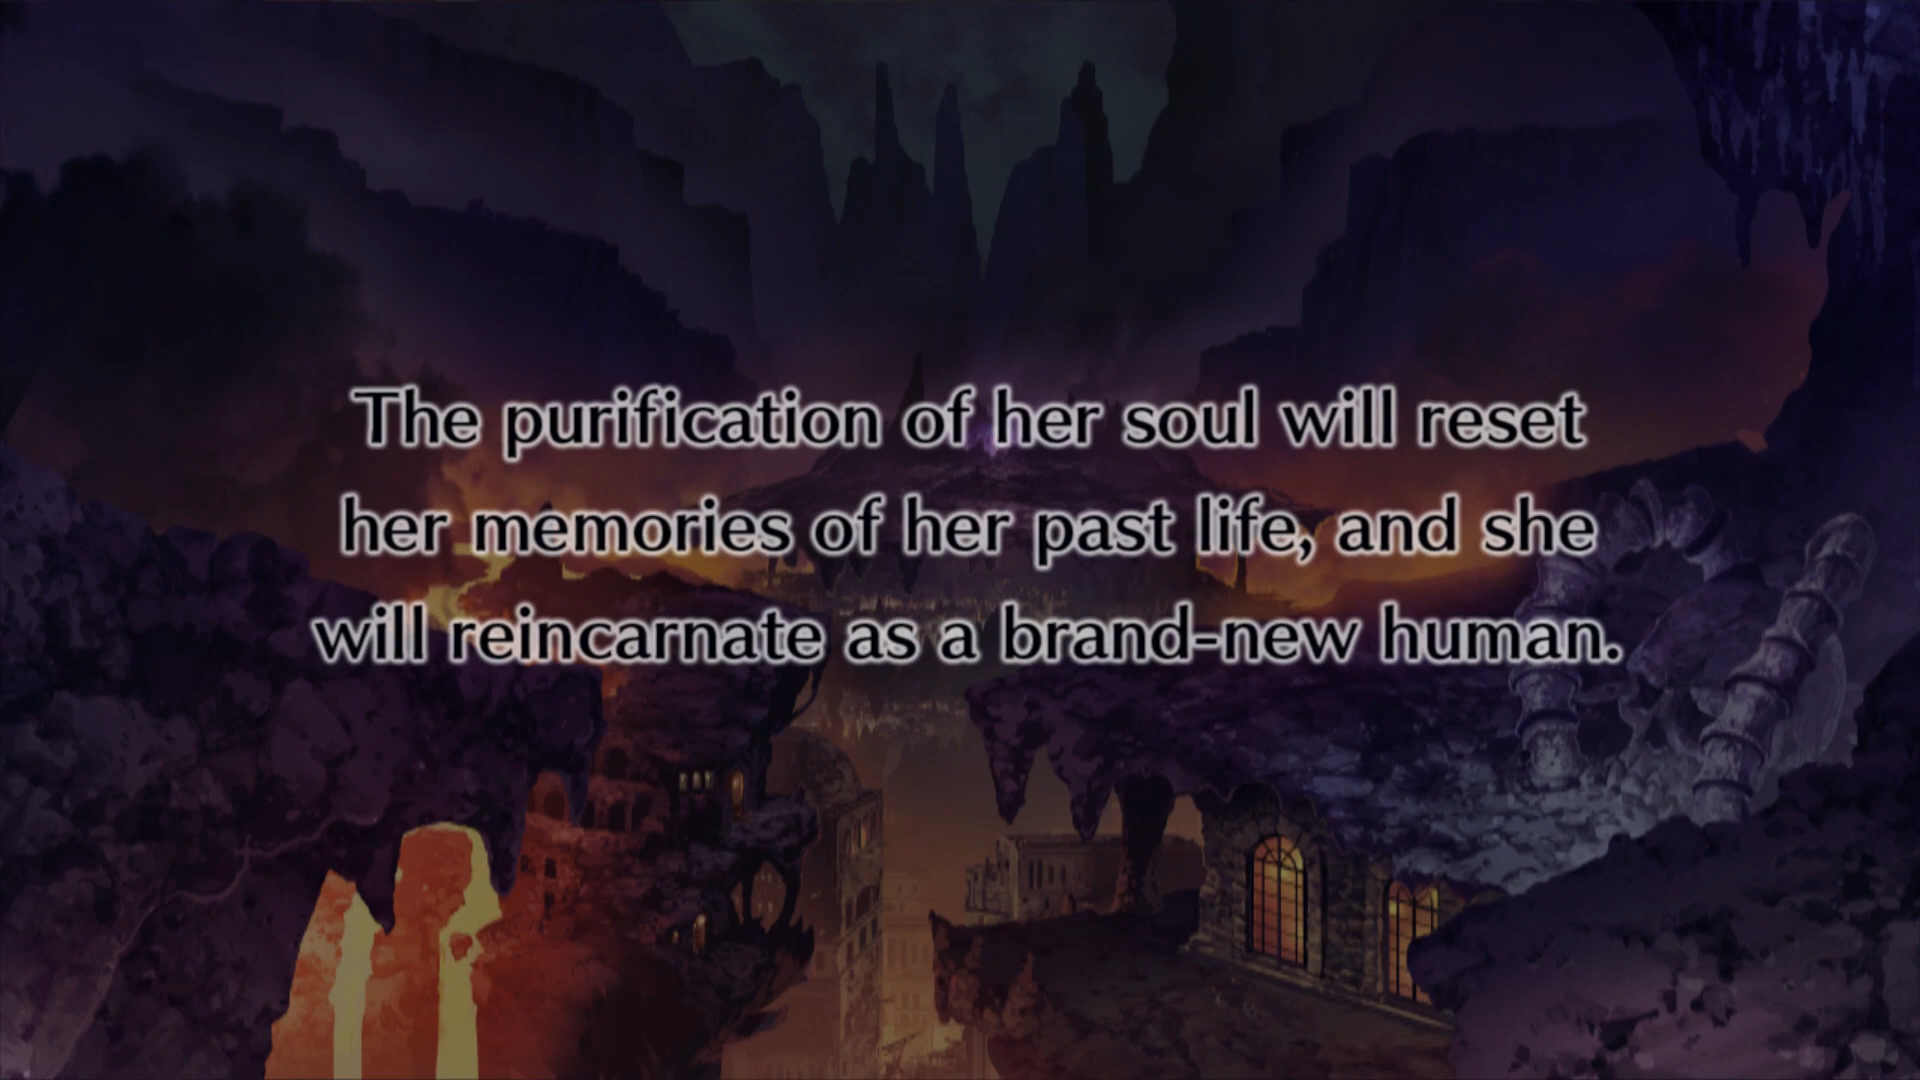 The purification of her soul will reset
her memories of her past life, and she
will reincarnate as a brand-new human.